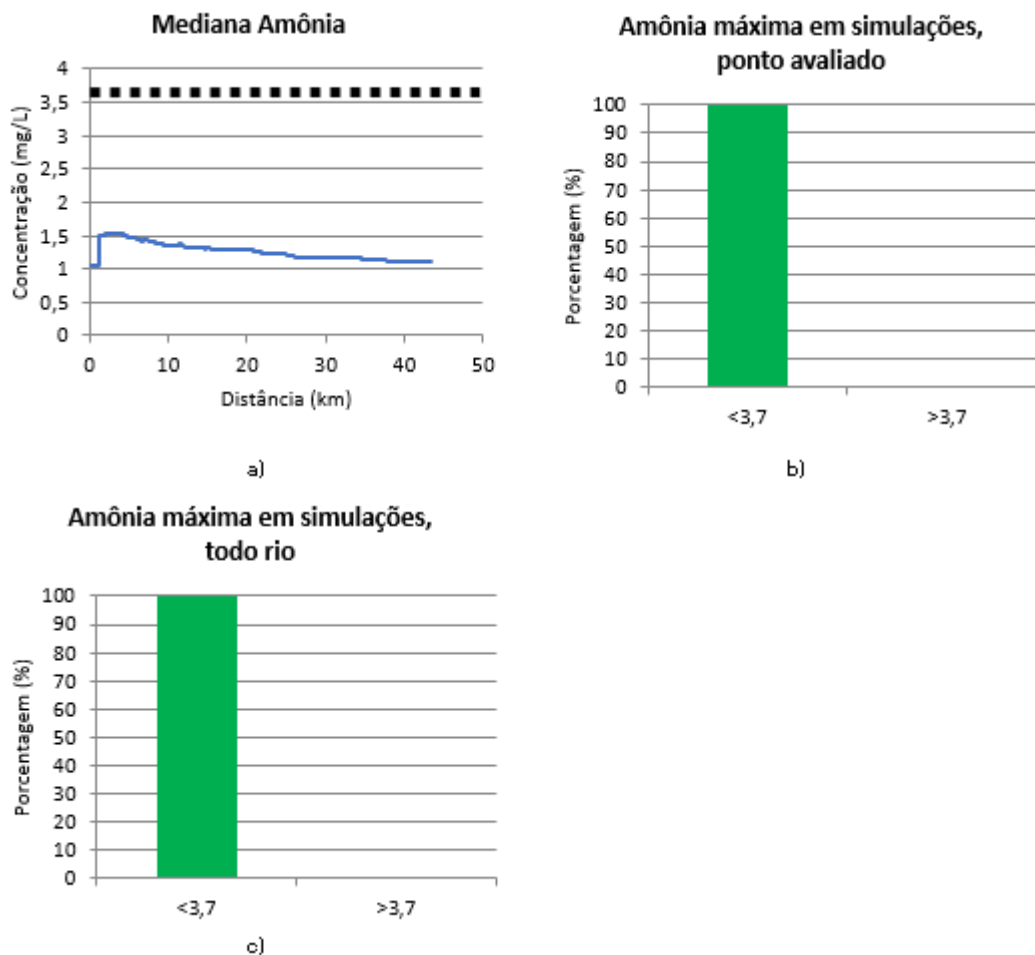 Mediana Amônia
Concentração (mg/L)
4
3,5
3
2,5
2
1,5
1
0,5
0
0 10 20 30 40 50
Distância (km)
a)
Amônia máxima em simulações,
ponto avaliado
Porcentagem (%)
100
90
80
70
60
50
40
30
20
10
0
<3,7 >3,7
b)
Amônia máxima em simulações,
todo rio
Porcentagem (%)
100
90
80
70
60
50
40
30
20
10
0
<3,7 >3,7
c)